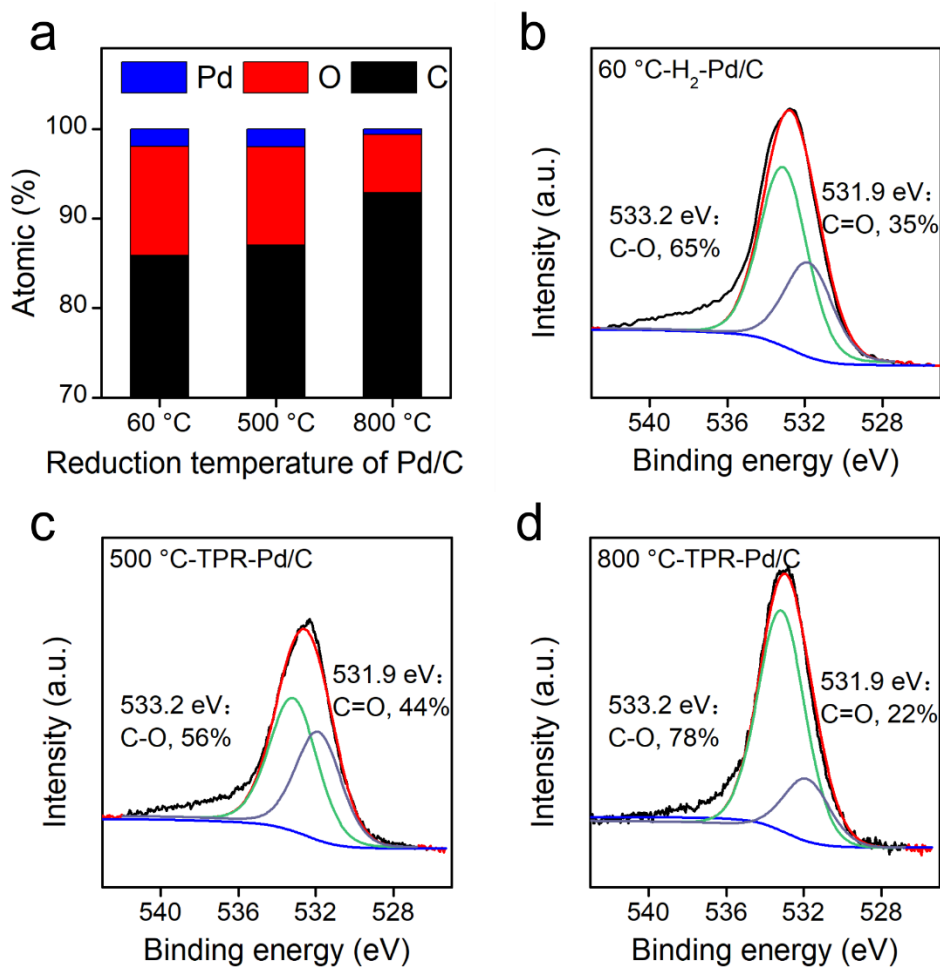 a
Pd O C
Atomic (%)
100
90
80
70
60 °C 500 °C 800 °C
Reduction temperature of Pd/C
b
60 °C-H₂-Pd/C
533.2 eV：
C-O, 65%
531.9 eV：
C=O, 35%
Intensity (a.u.)
540 536 532 528
Binding energy (eV)
c
500 °C-TPR-Pd/C
533.2 eV：
C-O, 56%
531.9 eV：
C=O, 44%
Intensity (a.u.)
540 536 532 528
Binding energy (eV)
d
800 °C-TPR-Pd/C
533.2 eV：
C-O, 78%
531.9 eV：
C=O, 22%
Intensity (a.u.)
540 536 532 528
Binding energy (eV)